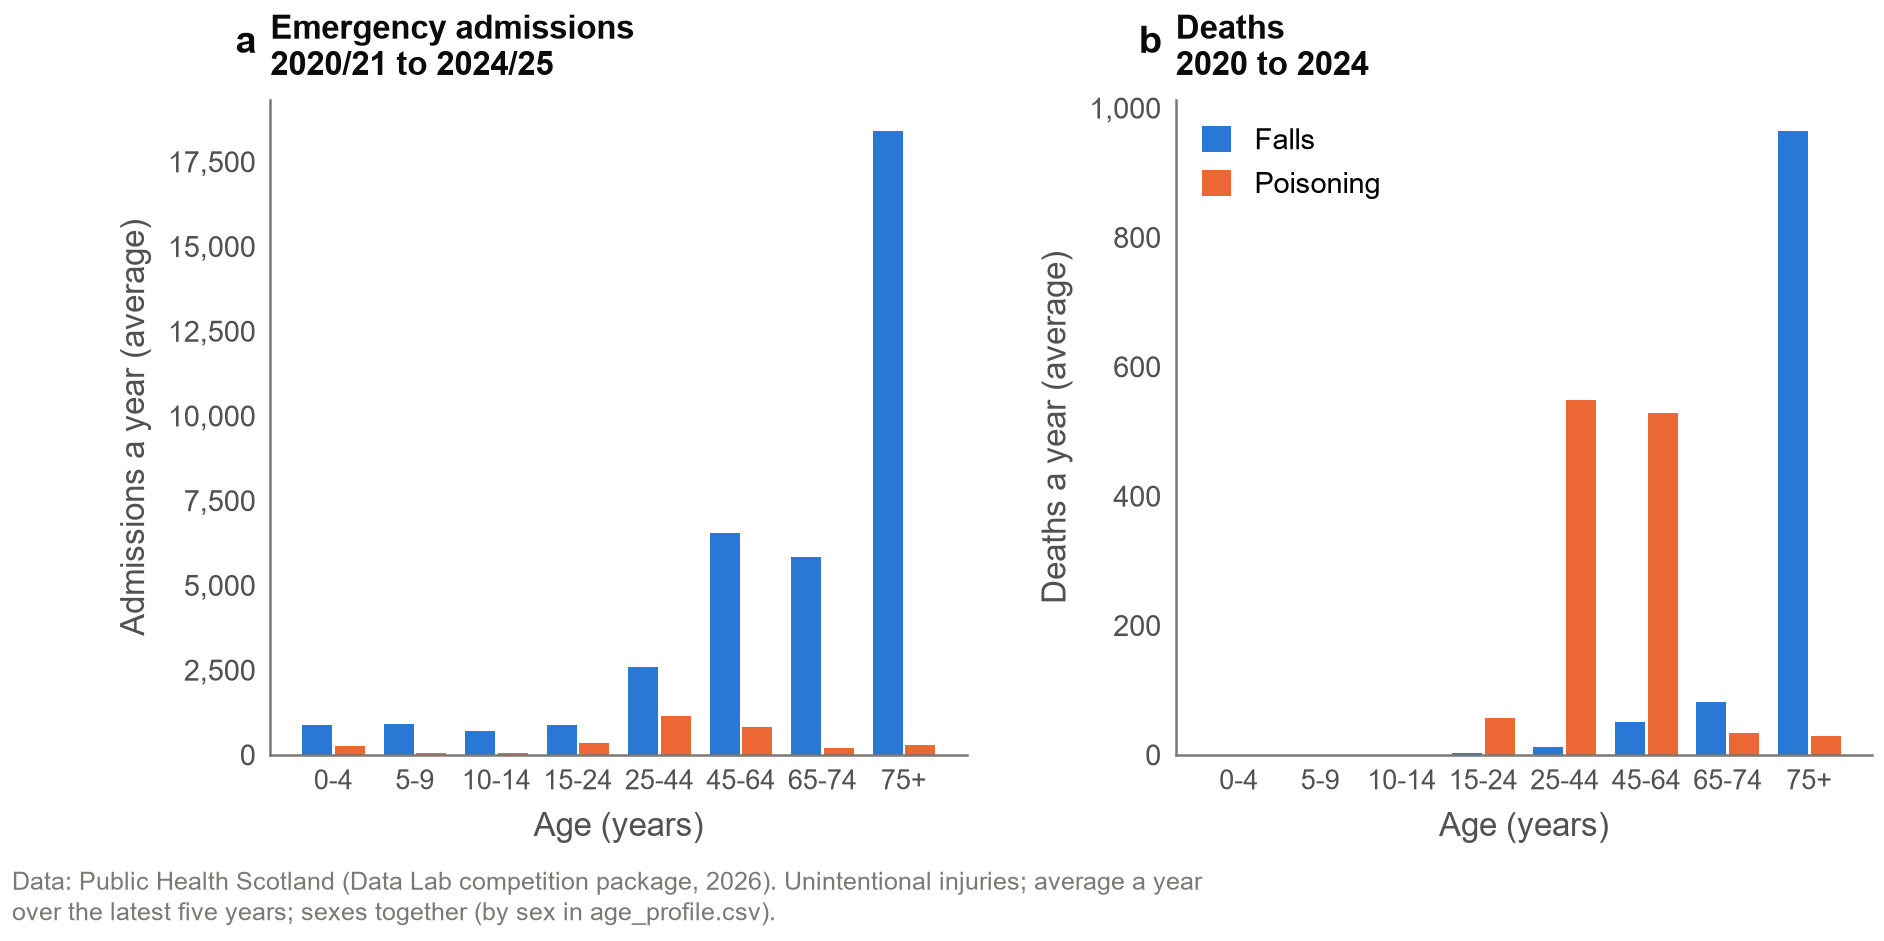 a
Emergency admissions
2020/21 to 2024/25
Admissions a year (average)
17,500
15,000
12,500
10,000
7,500
5,000
2,500
0
0-4 5-9 10-14 15-24 25-44 45-64 65-74 75+
Age (years)
b
Deaths
2020 to 2024
Deaths a year (average)
1,000
800
600
400
200
0
Falls
Poisoning
0-4 5-9 10-14 15-24 25-44 45-64 65-74 75+
Age (years)
Data: Public Health Scotland (Data Lab competition package, 2026). Unintentional injuries; average a year
over the latest five years; sexes together (by sex in age_profile.csv).